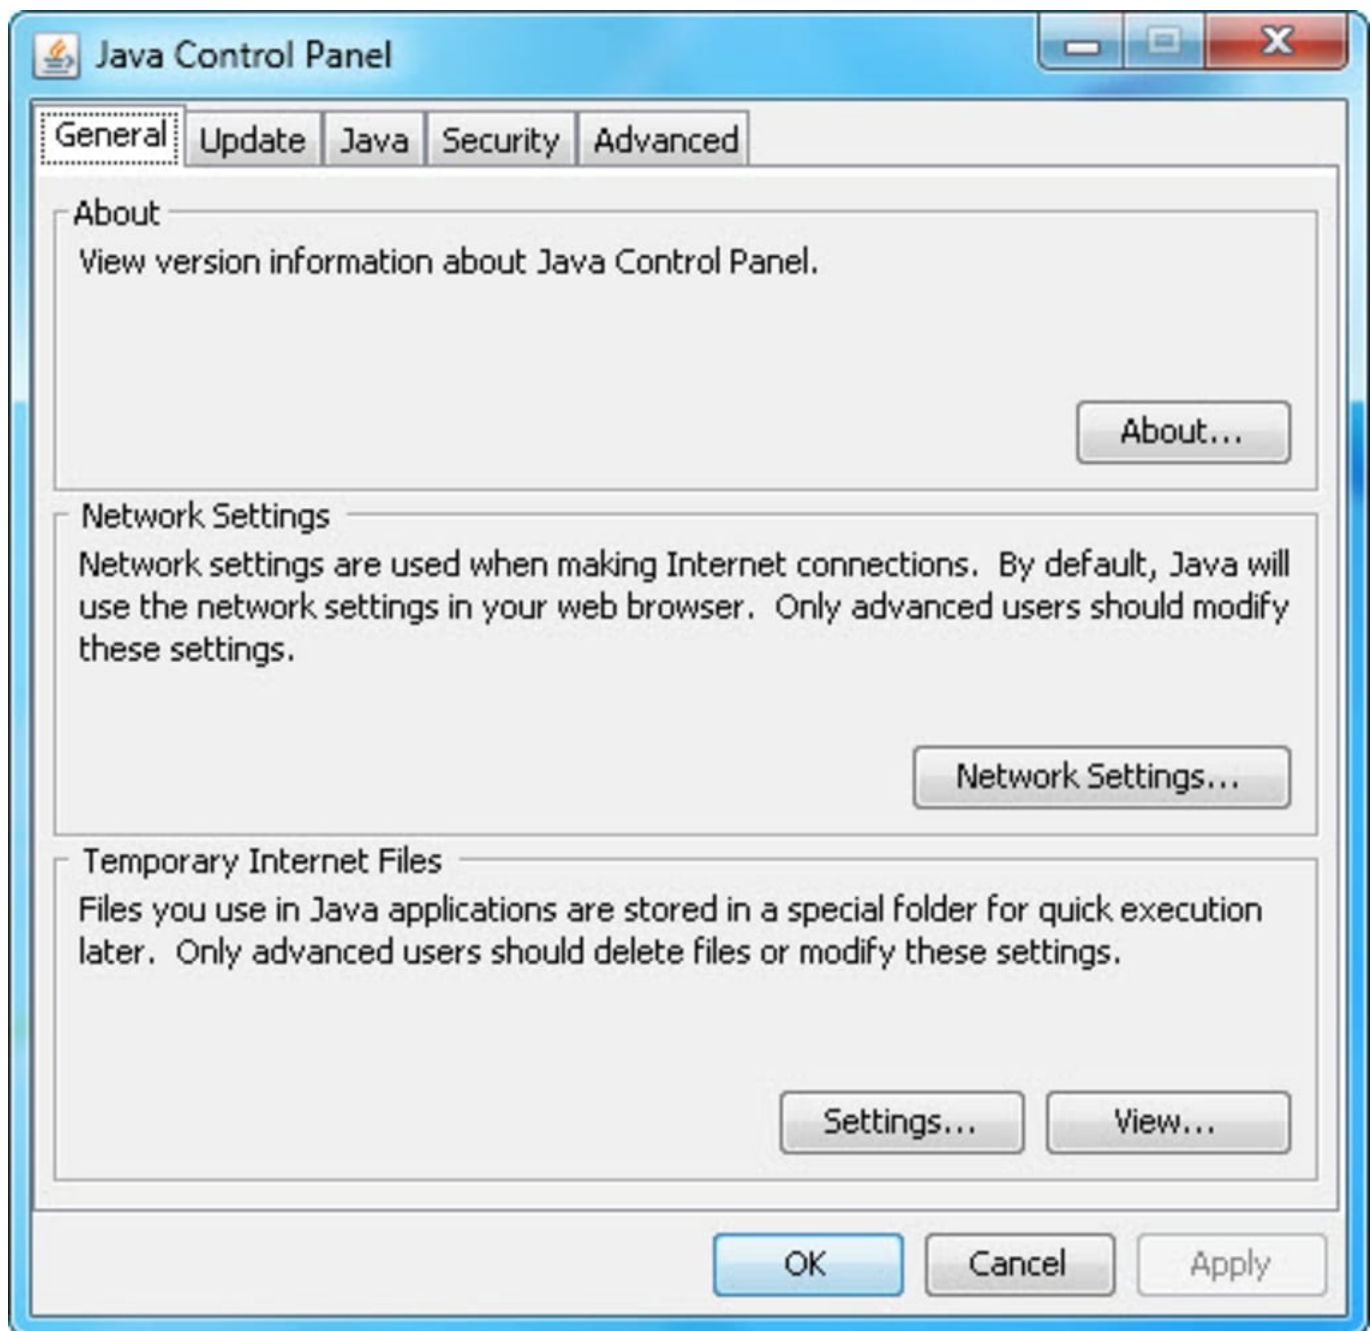 Java Control Panel
General Update Java Security Advanced
About
View version information about Java Control Panel.
About...
Network Settings
Network settings are used when making Internet connections.  By default, Java will
use the network settings in your web browser.  Only advanced users should modify
these settings.
Network Settings...
Temporary Internet Files
Files you use in Java applications are stored in a special folder for quick execution
later.  Only advanced users should delete files or modify these settings.
Settings... View...
OK Cancel Apply